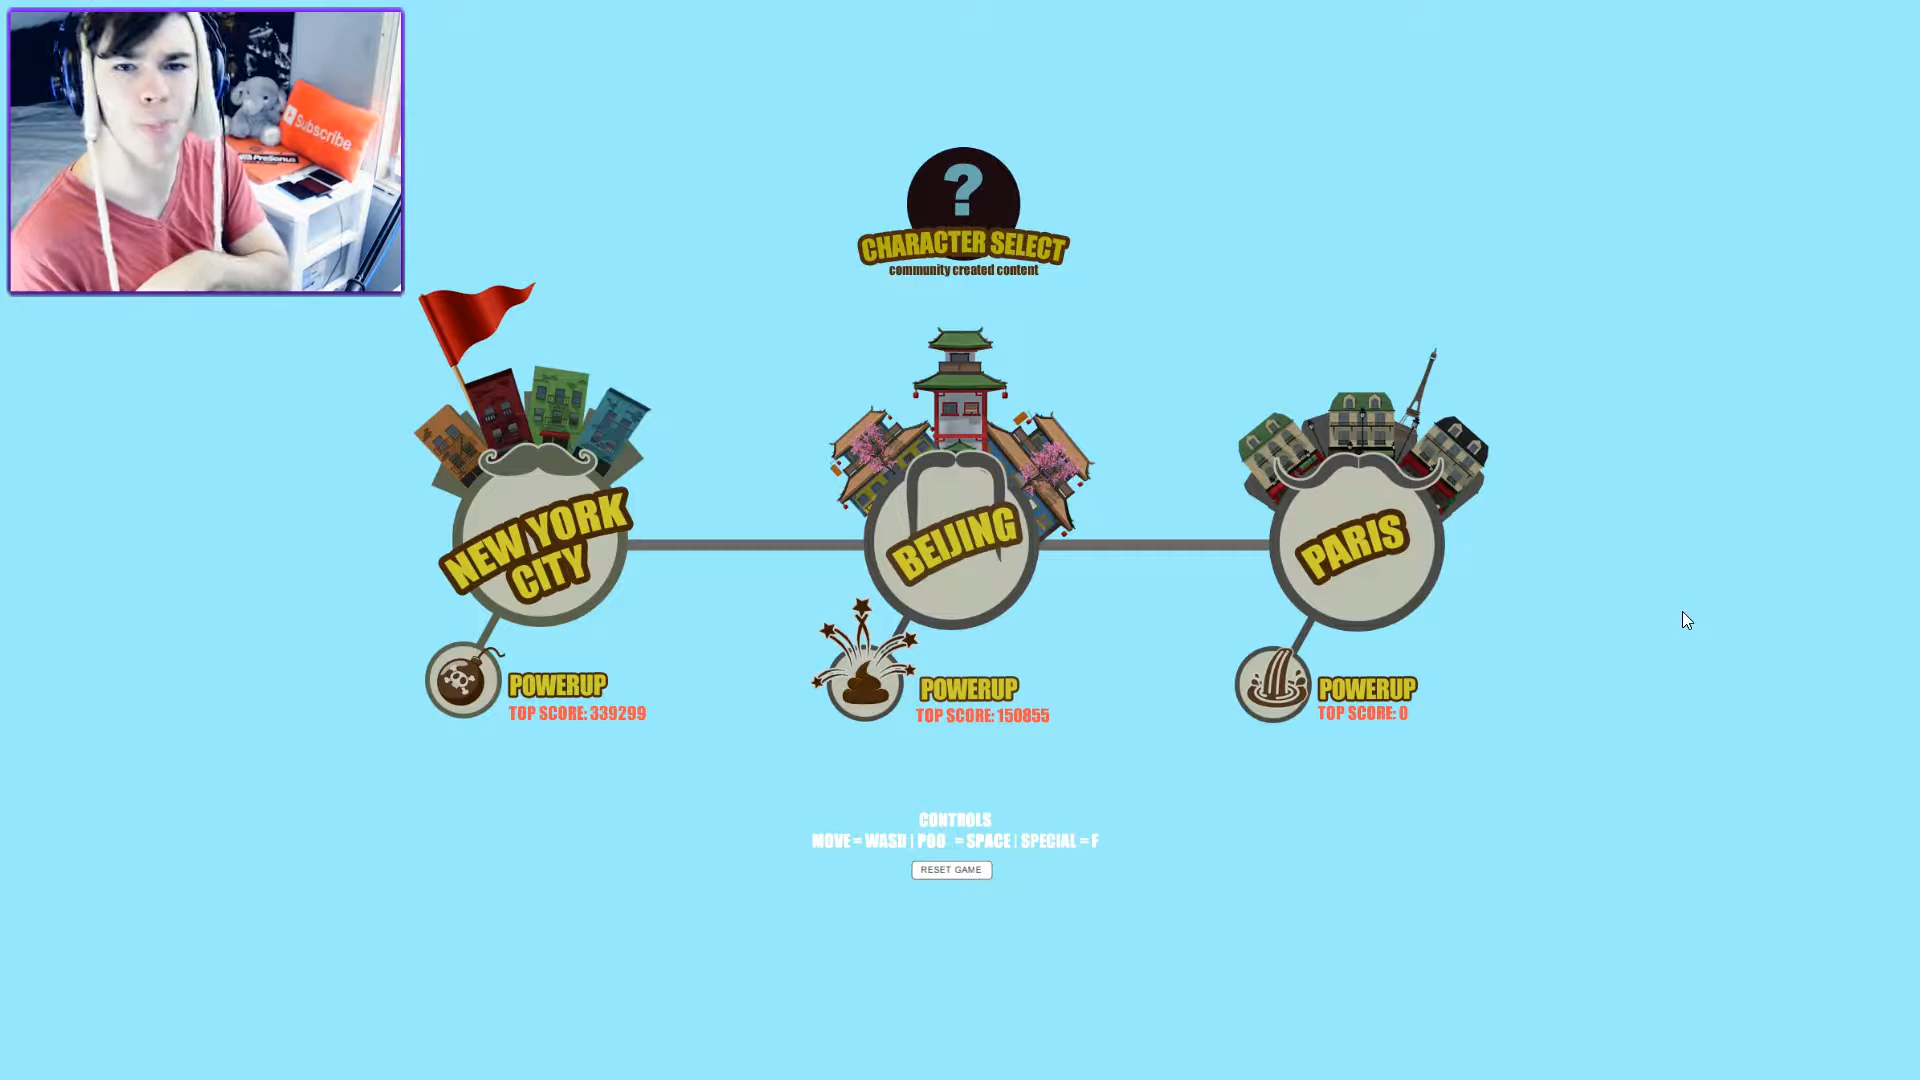 Subscribe
PreSonus
?
CHARACTER SELECT
community created content
NEW YORK
CITY
BEIJING
PARIS
POWERUP
TOP SCORE: 339299
POWERUP
TOP SCORE: 150855
POWERUP
TOP SCORE: 0
CONTROLS
MOVE = WASD | POO = SPACE | SPECIAL = F
RESET GAME